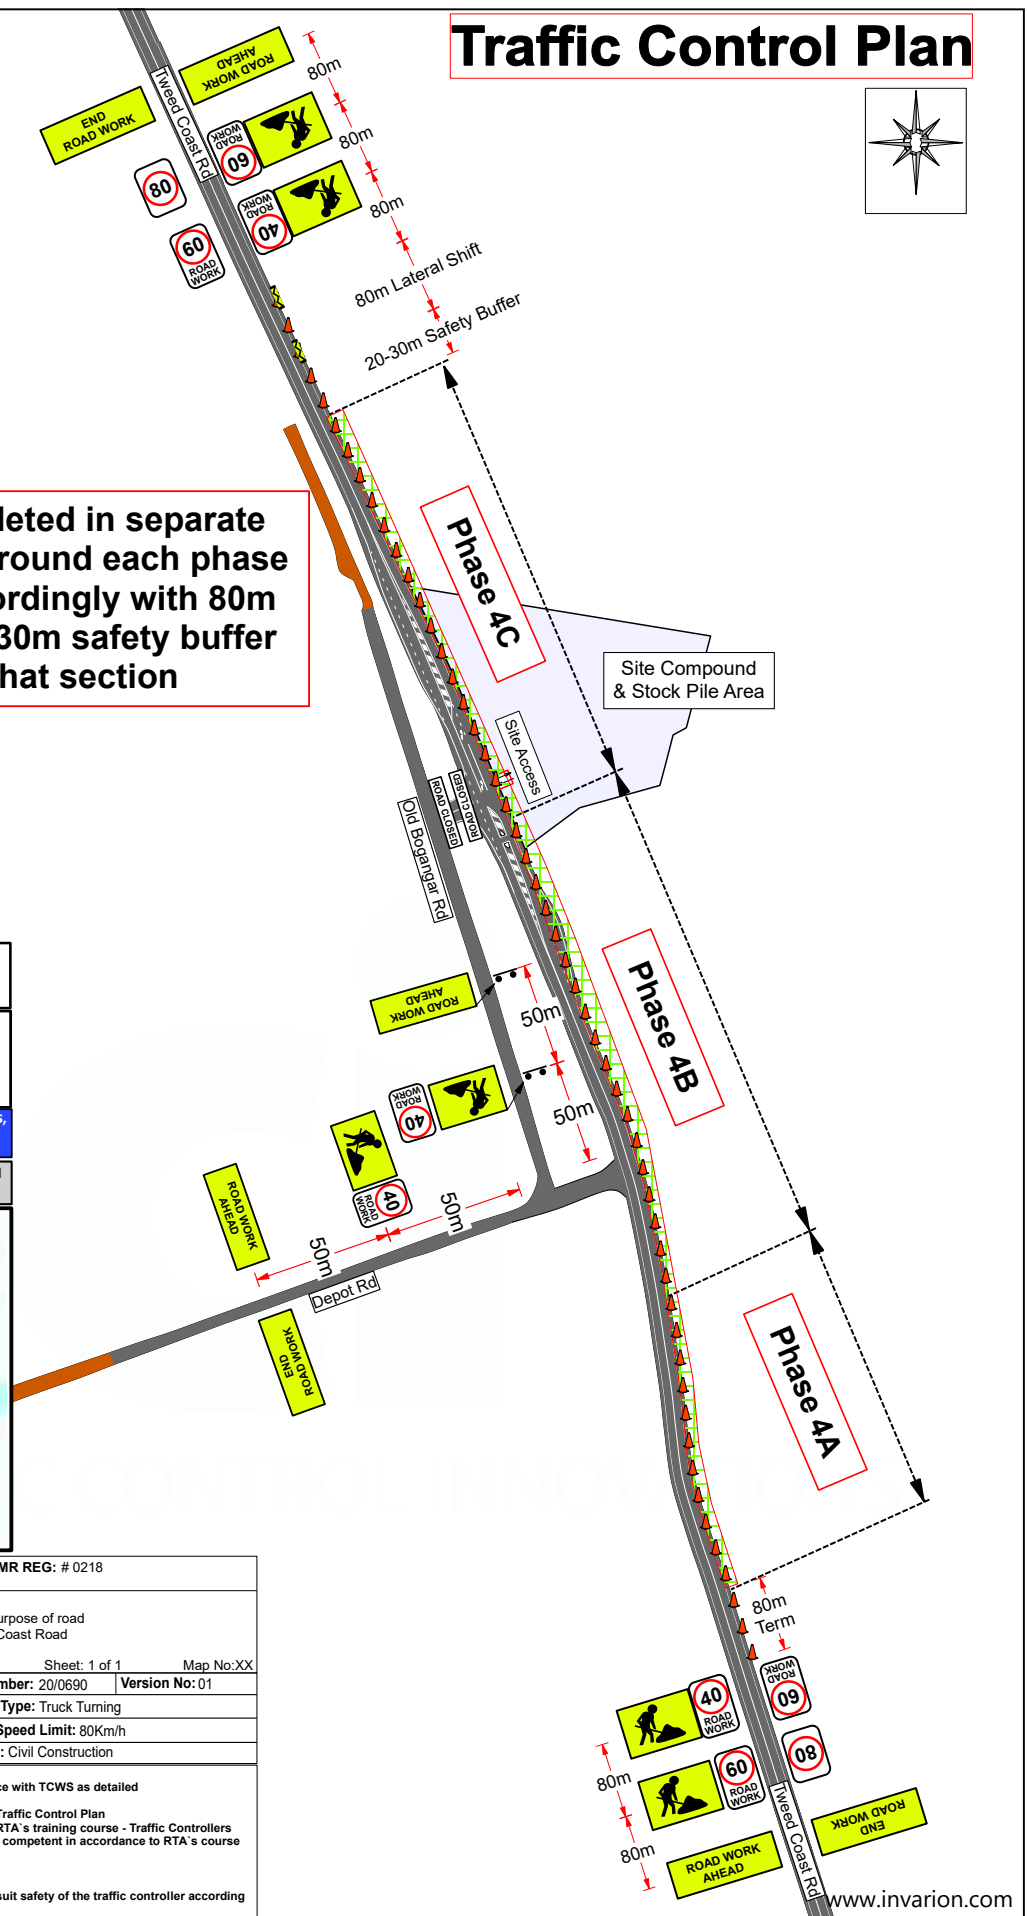 Traffic Control Plan
ROAD WORK
AHEAD
80m
END
ROAD WORK
Tweed Coast Rd
60
ROAD
WORK
80m
80
40
ROAD
WORK
80m
60
ROAD
WORK
80m Lateral Shift
20-30m Safety Buffer
leted in separate
round each phase
ordingly with 80m
30m safety buffer
hat section
Phase 4C
Site Compound
& Stock Pile Area
Site Access
ROAD CLOSED
ROAD CLOSED
Old Bogangar Rd
Phase 4B
ROAD WORK
AHEAD
50m
40
ROAD
WORK
50m
40
ROAD
WORK
ROAD WORK
AHEAD
50m
50m
Depot Rd
END
ROAD WORK
Phase 4A
C CONTROL INNOVATIONS
MR REG: # 0218
urpose of road
Coast Road
Sheet: 1 of 1 Map No:XX
mber: 20/0690 Version No: 01
Type: Truck Turning
Speed Limit: 80Km/h
: Civil Construction
ce with TCWS as detailed
Traffic Control Plan
RTA`s training course - Traffic Controllers
competent in accordance to RTA`s course
suit safety of the traffic controller according
80m
Term
60
ROAD
WORK
40
ROAD
WORK
80
60
ROAD
WORK
80m
80m
Tweed Coast Rd
END
ROAD WORK
ROAD WORK
AHEAD
www.invarion.com